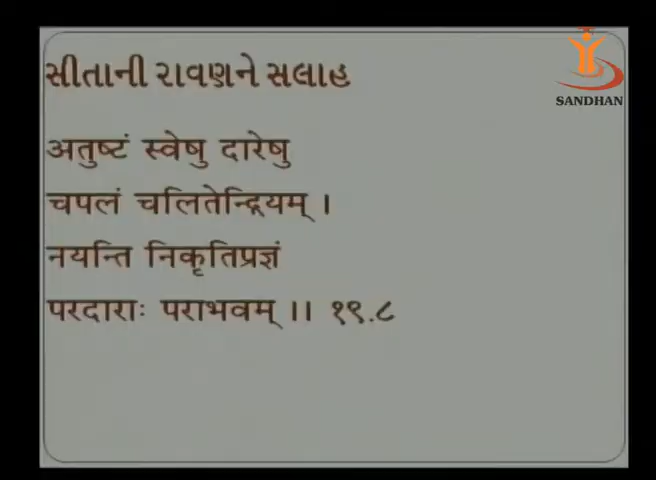 સીતાની રાવણને સલાહ
SANDHAN
अतुष्टं स्वेषु दारेषु
चपलं चलितेन्द्रियम् ।
नयन्ति निकृतिप्रज्ञं
परदाराः पराभवम् ।। १९.८